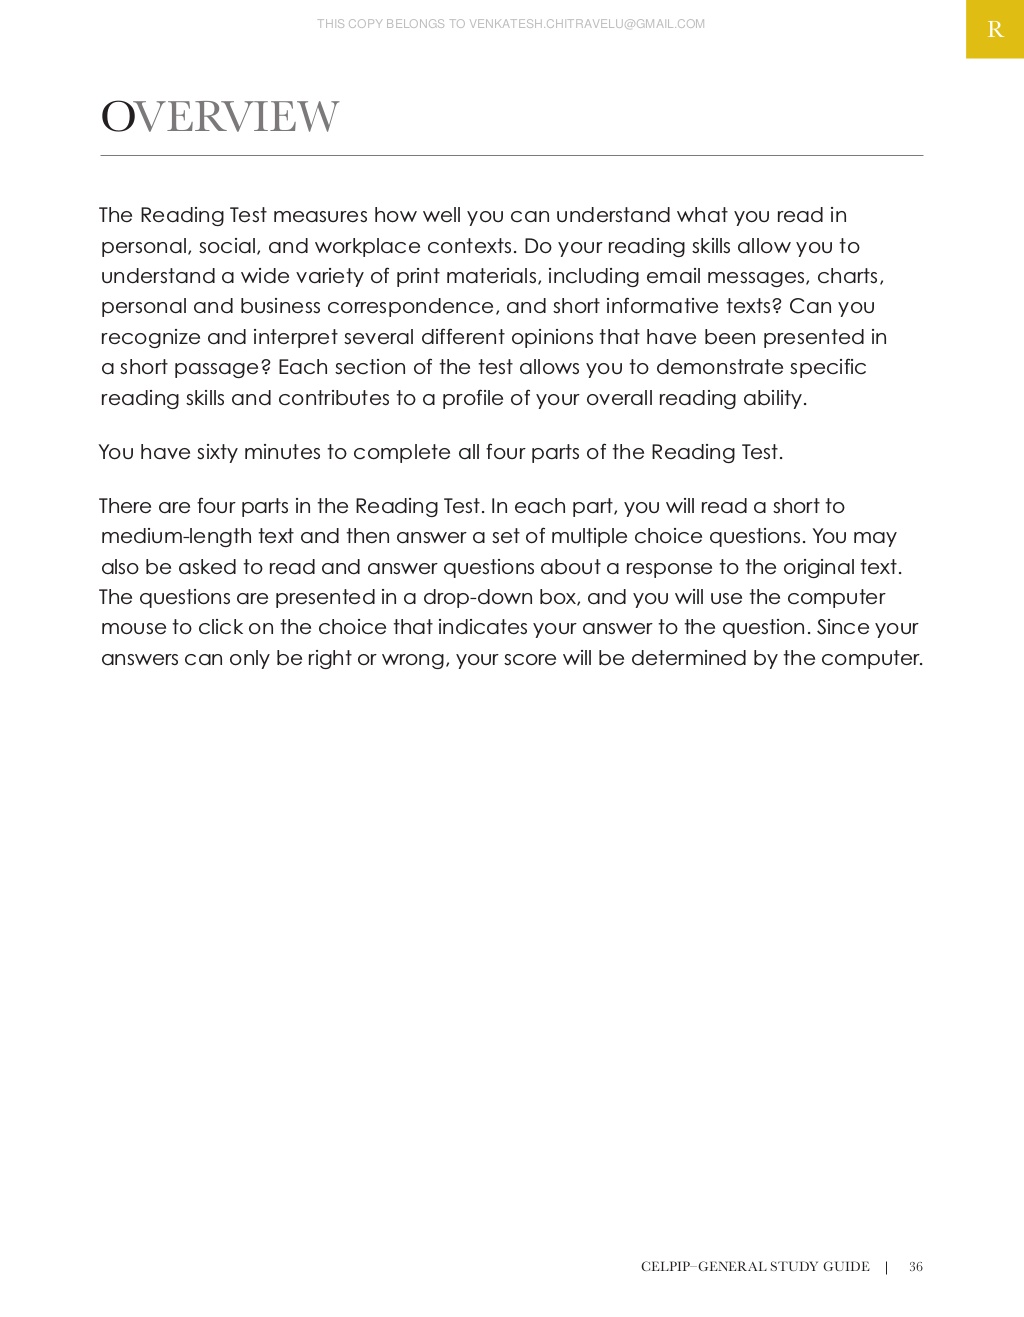 THIS COPY BELONGS TO VENKATESH.CHITRAVELU@GMAIL.COM
R
OVERVIEW
The Reading Test measures how well you can understand what you read in
personal, social, and workplace contexts. Do your reading skills allow you to
understand a wide variety of print materials, including email messages, charts,
personal and business correspondence, and short informative texts? Can you
recognize and interpret several different opinions that have been presented in
a short passage? Each section of the test allows you to demonstrate specific
reading skills and contributes to a profile of your overall reading ability.
You have sixty minutes to complete all four parts of the Reading Test.
There are four parts in the Reading Test. In each part, you will read a short to
medium-length text and then answer a set of multiple choice questions. You may
also be asked to read and answer questions about a response to the original text.
The questions are presented in a drop-down box, and you will use the computer
mouse to click on the choice that indicates your answer to the question. Since your
answers can only be right or wrong, your score will be determined by the computer.
CELPIP–GENERAL STUDY GUIDE | 36